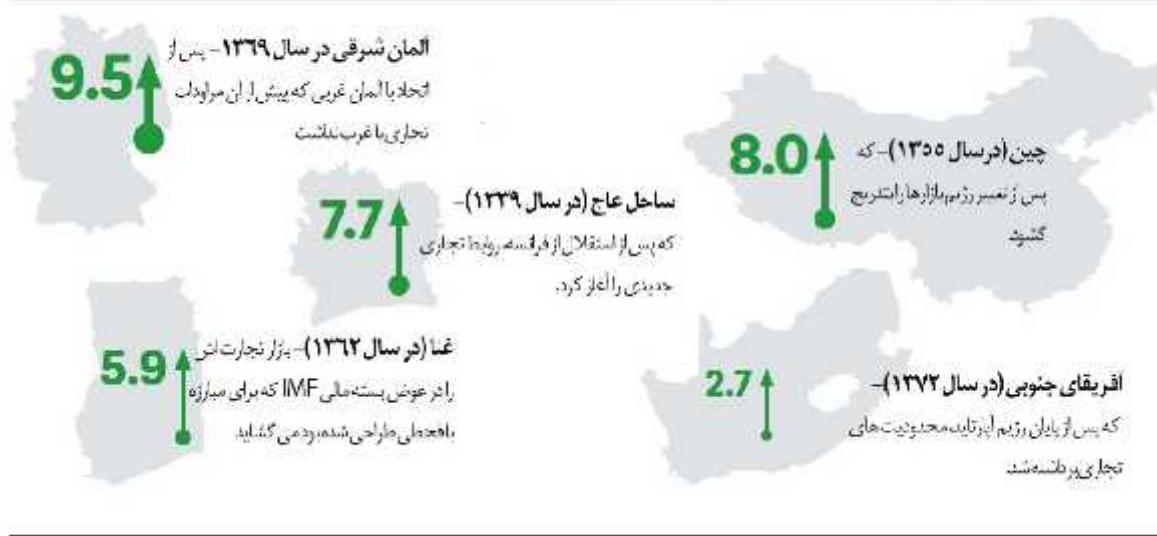 آلمان شرقی در سال ۱۳۶۹- پس از
اتحاد با آلمان غربی که پیش از آن مراودات
تجاری با غرب نداشت
9.5
چین (در سال ۱۳۵۵)- که
پس از تغییر رژیم بازارها را بتدریج
گشود.
8.0
ساحل عاج (در سال ۱۳۳۹)-
که پس از استقلال از فرانسه، روابط تجاری
جدیدی را آغاز کرد.
7.7
غنا (در سال ۱۳۶۲)- بازار تجارت‌اش
را در عوض بسته مالی IMF که برای مبارزه
با قحطی طراحی شده بود می گشاید.
5.9
آفریقای جنوبی (در سال ۱۳۷۲)-
که پس از پایان رژیم آپارتاید، محدودیت‌های
تجاری برداشته شد.
2.7